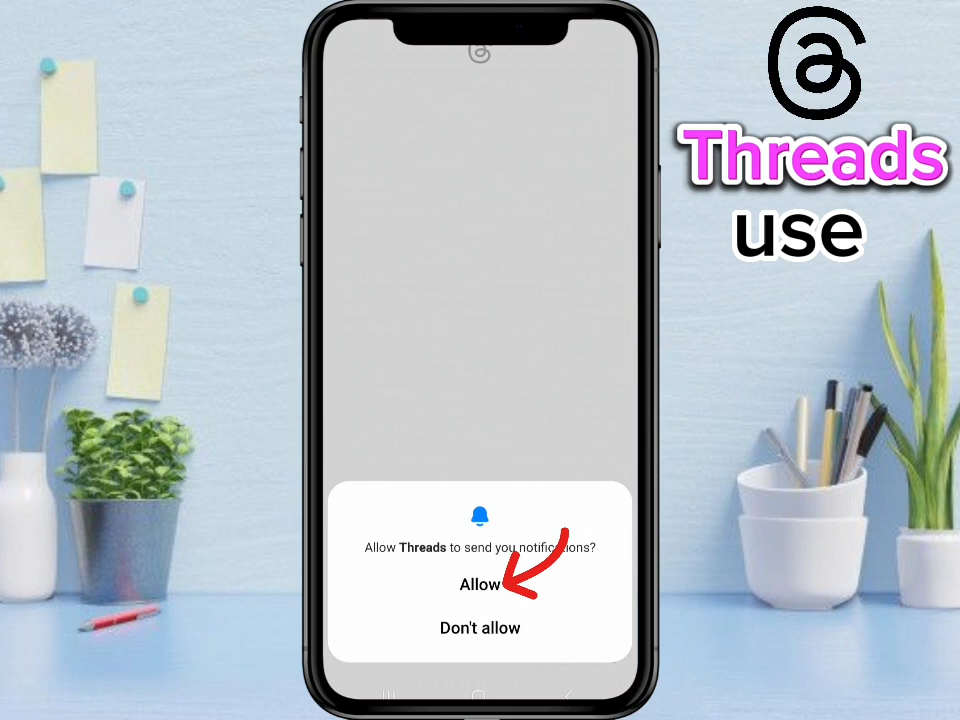 Threads
use
Allow Threads to send you notifications?
Allow
Don't allow